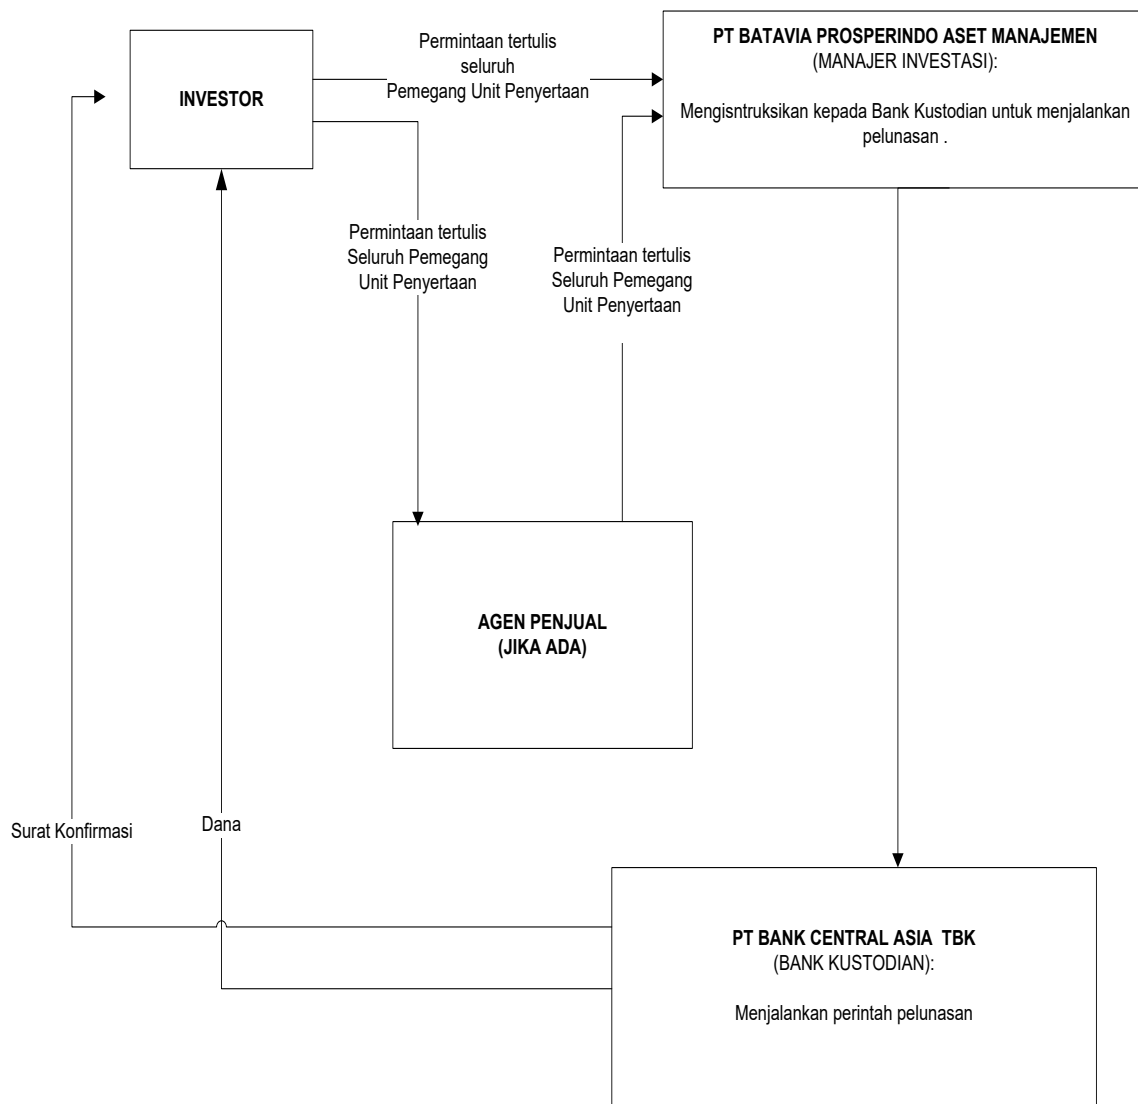 INVESTOR
Permintaan tertulis
seluruh
Pemegang Unit Penyertaan
PT BATAVIA PROSPERINDO ASET MANAJEMEN
(MANAJER INVESTASI):
Mengisntruksikan kepada Bank Kustodian untuk menjalankan
pelunasan .
Permintaan tertulis
Seluruh Pemegang
Unit Penyertaan
Permintaan tertulis
Seluruh Pemegang
Unit Penyertaan
AGEN PENJUAL
(JIKA ADA)
Surat Konfirmasi
Dana
PT BANK CENTRAL ASIA TBK
(BANK KUSTODIAN):
Menjalankan perintah pelunasan